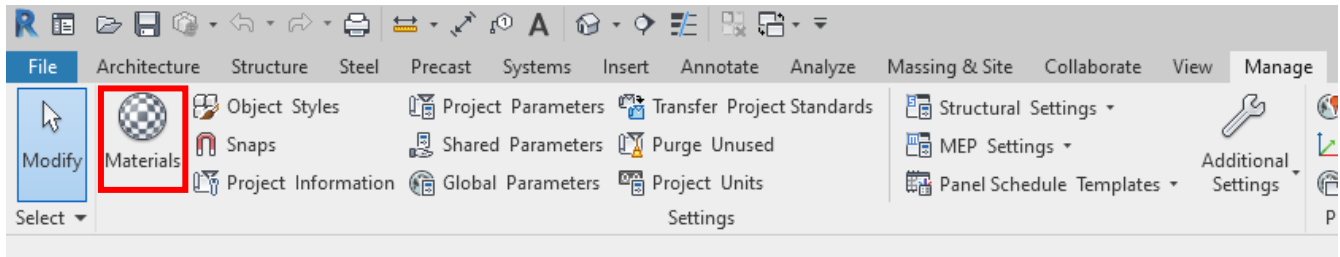 R
A
File Architecture Structure Steel Precast Systems Insert Annotate Analyze Massing & Site Collaborate View Manage
Object Styles Project Parameters Transfer Project Standards Structural Settings
Modify Materials Snaps Shared Parameters Purge Unused MEP Settings Additional Settings
Project Information Global Parameters Project Units Panel Schedule Templates
Select Settings P